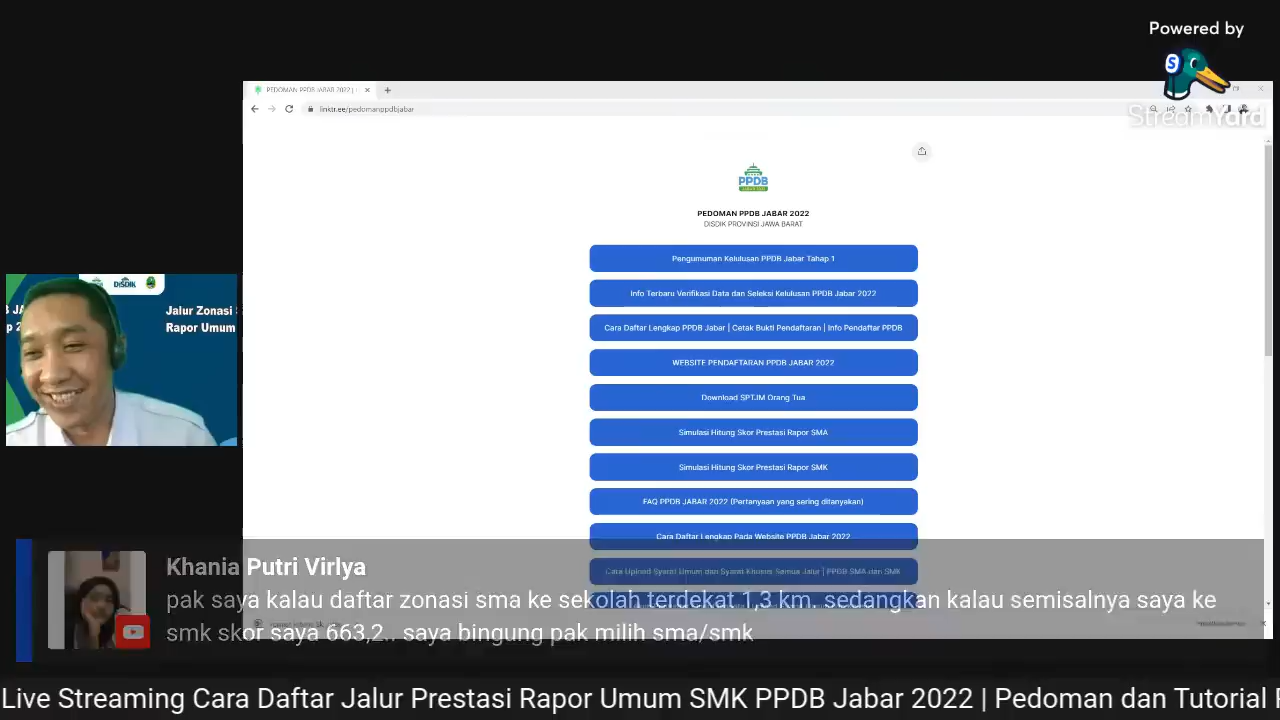 Powered by
StreamYard
PEDOMAN PPDB JABAR 2022 |
linktr.ee/pedomanppdbjabar
PPDB
PEDOMAN PPDB JABAR 2022
DISDIK PROVINSI JAWA BARAT
Pengumuman Kelulusan PPDB Jabar Tahap 1
Info Terbaru Verifikasi Data dan Seleksi Kelulusan PPDB Jabar 2022
Cara Daftar Lengkap PPDB Jabar | Cetak Bukti Pendaftaran | Info Pendaftar PPDB
WEBSITE PENDAFTARAN PPDB JABAR 2022
Download SPTJM Orang Tua
Simulasi Hitung Skor Prestasi Rapor SMA
Simulasi Hitung Skor Prestasi Rapor SMK
FAQ PPDB JABAR 2022 (Pertanyaan yang sering ditanyakan)
Cara Daftar Lengkap Pada Website PPDB Jabar 2022
Cara Upload Syarat Umum dan Syarat Khusus Semua Jalur | PPDB SMA dan SMK
DISDIK
Jalur Zonasi
Rapor Umum
Khania Putri Virlya
pak saya kalau daftar zonasi sma ke sekolah terdekat 1,3 km. sedangkan kalau semisalnya saya ke
smk skor saya 663,2.. saya bingung pak milih sma/smk
Live Streaming Cara Daftar Jalur Prestasi Rapor Umum SMK PPDB Jabar 2022 | Pedoman dan Tutorial